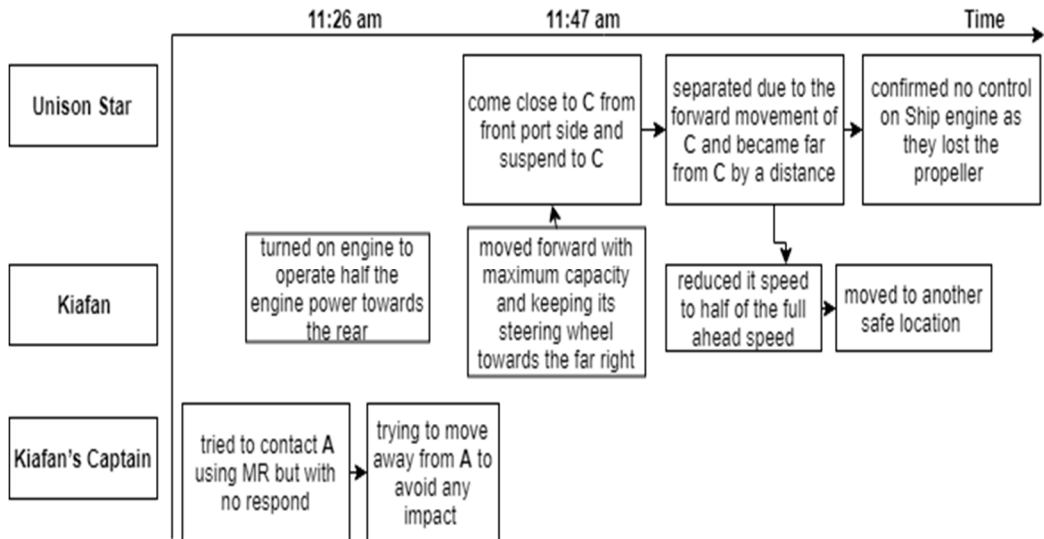 11:26 am
11:47 am
Time
Unison Star
come close to C from
front port side and
suspend to C
separated due to the
forward movement of
C and became far
from C by a distance
confirmed no control
on Ship engine as
they lost the
propeller
Kiafan
turned on engine to
operate half the
engine power towards
the rear
moved forward with
maximum capacity
and keeping its
steering wheel
towards the far right
reduced it speed
to half of the full
ahead speed
moved to another
safe location
Kiafan's Captain
tried to contact A
using MR but with
no respond
trying to move
away from A to
avoid any
impact